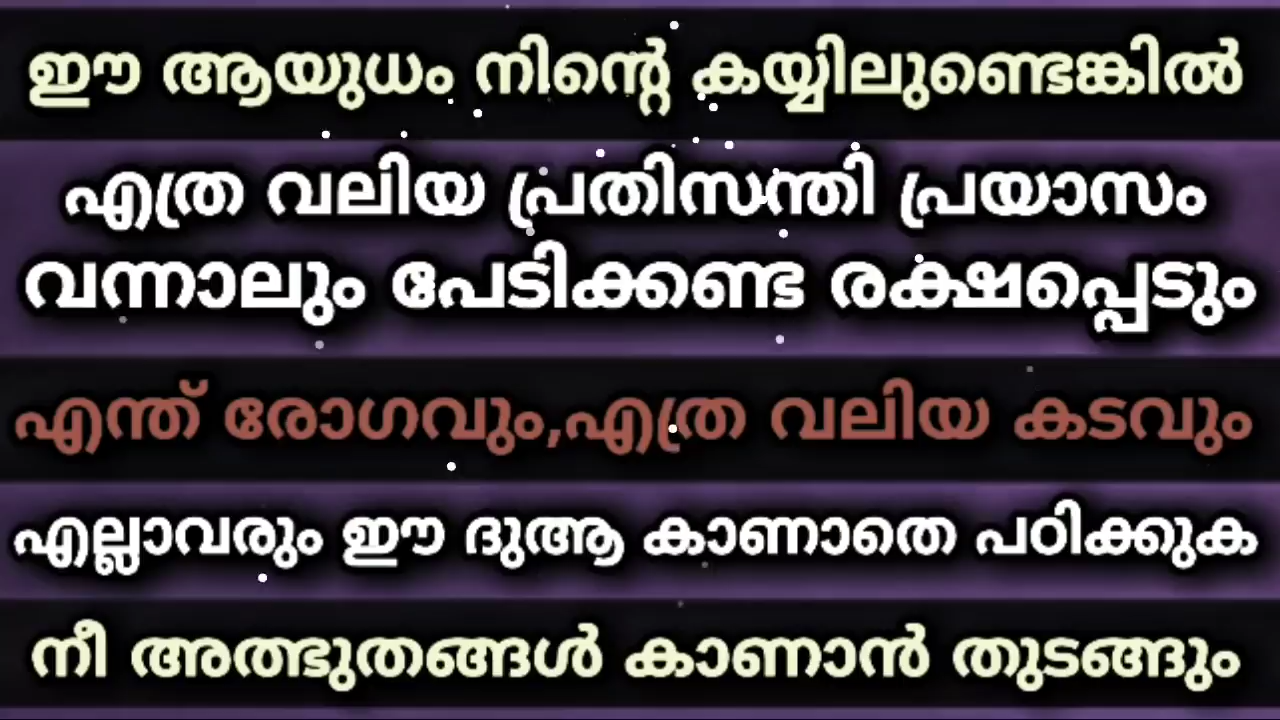 ഈ ആയുധം നിന്റെ കയ്യിലുണ്ടെങ്കിൽ
എത്ര വലിയ പ്രതിസന്തി പ്രയാസം
വന്നാലും പേടിക്കണ്ട രക്ഷപ്പെടും
എന്ത് രോഗവും,എത്ര വലിയ കടവും
എല്ലാവരും ഈ ദുആ കാണാതെ പഠിക്കുക
നീ അത്ഭുതങ്ങൾ കാണാൻ തുടങ്ങും